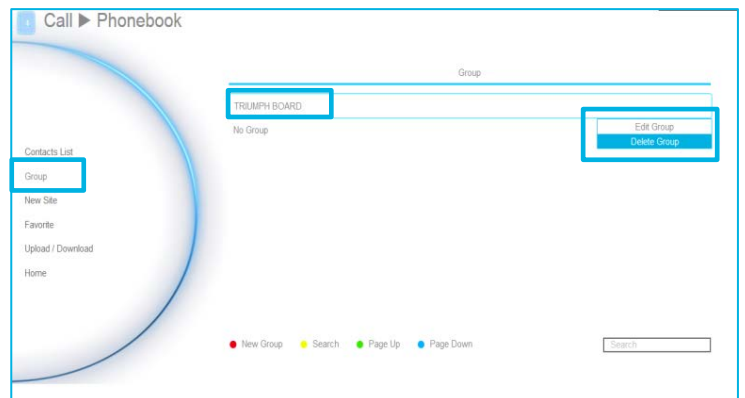 Call ▶ Phonebook
Group
TRIUMPH BOARD
No Group
Edit Group
Delete Group
Contacts List
Group
New Site
Favorite
Upload / Download
Home
New Group Search Page Up Page Down
Search